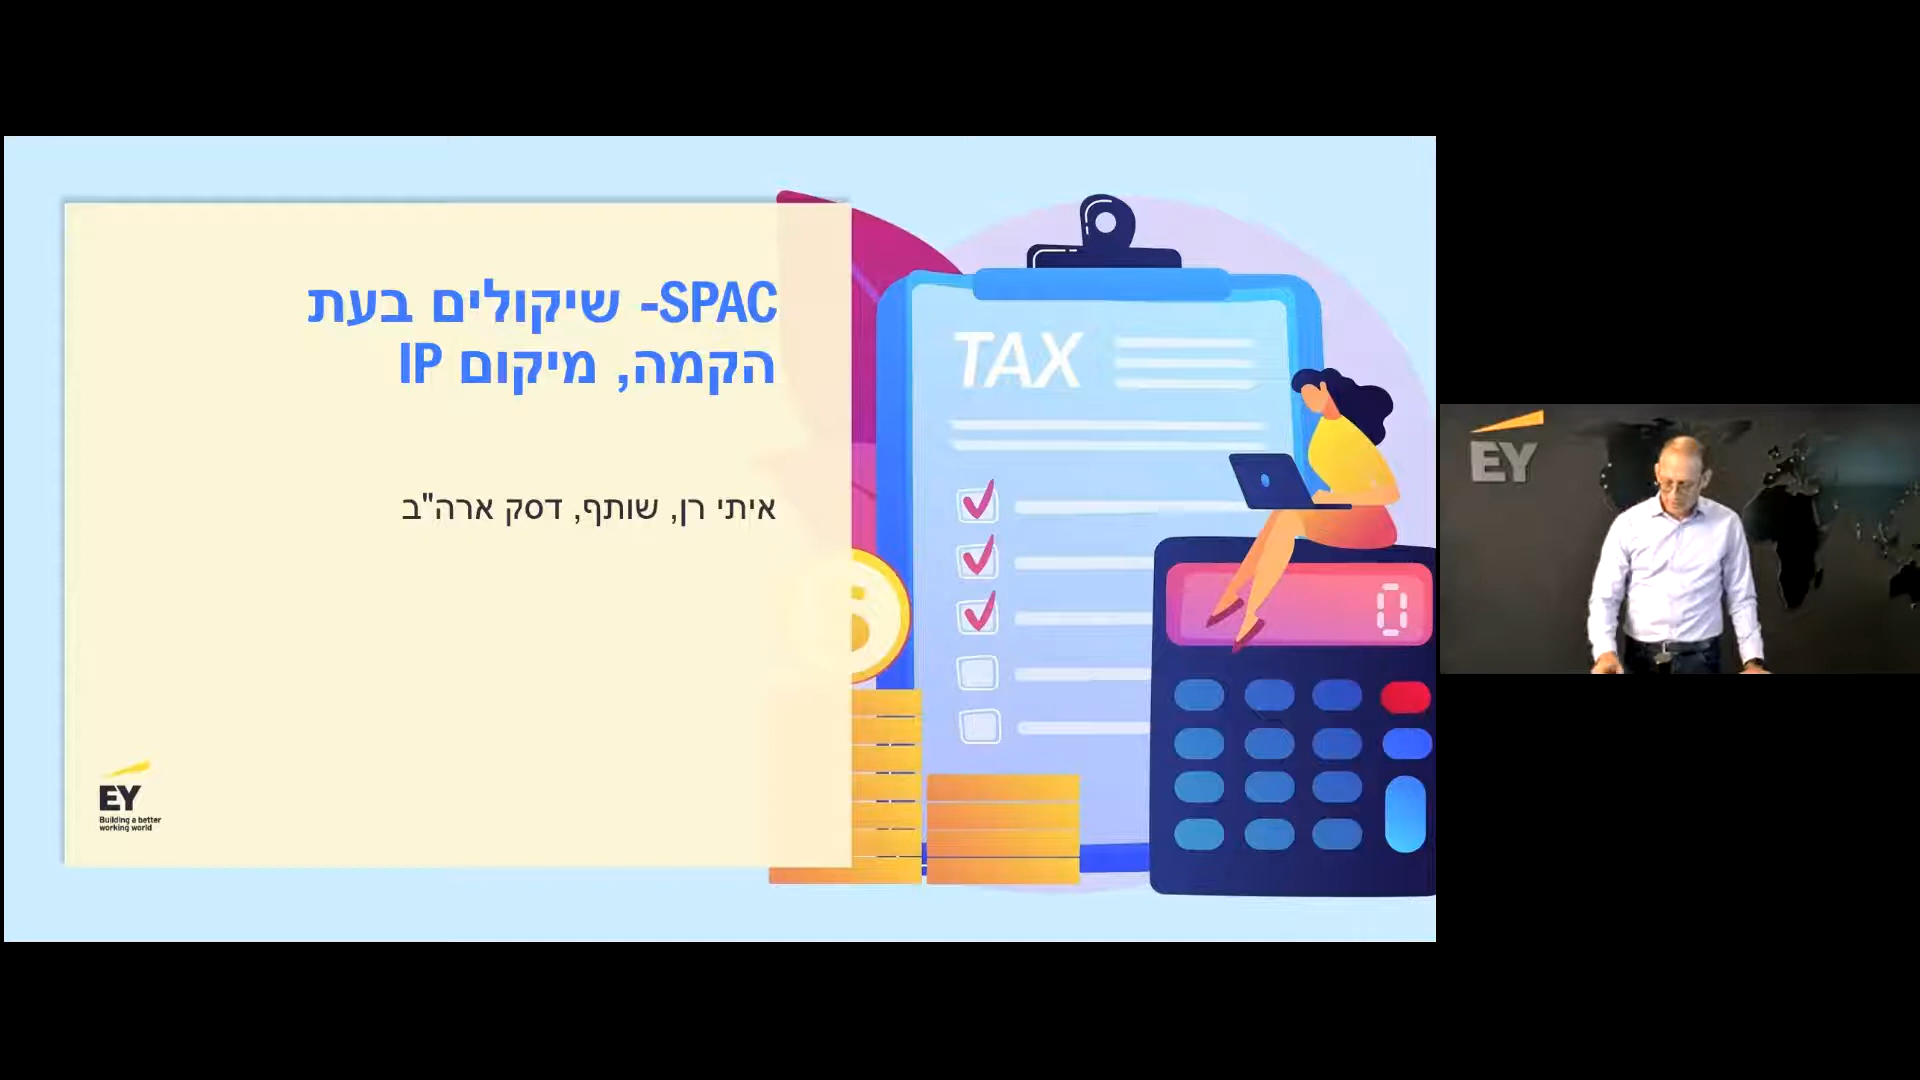 SPAC- שיקולים בעת
הקמה, מיקום IP
איתי רן, שותף, דסק ארה"ב
EY
Building a better
working world
TAX
$
0
EY